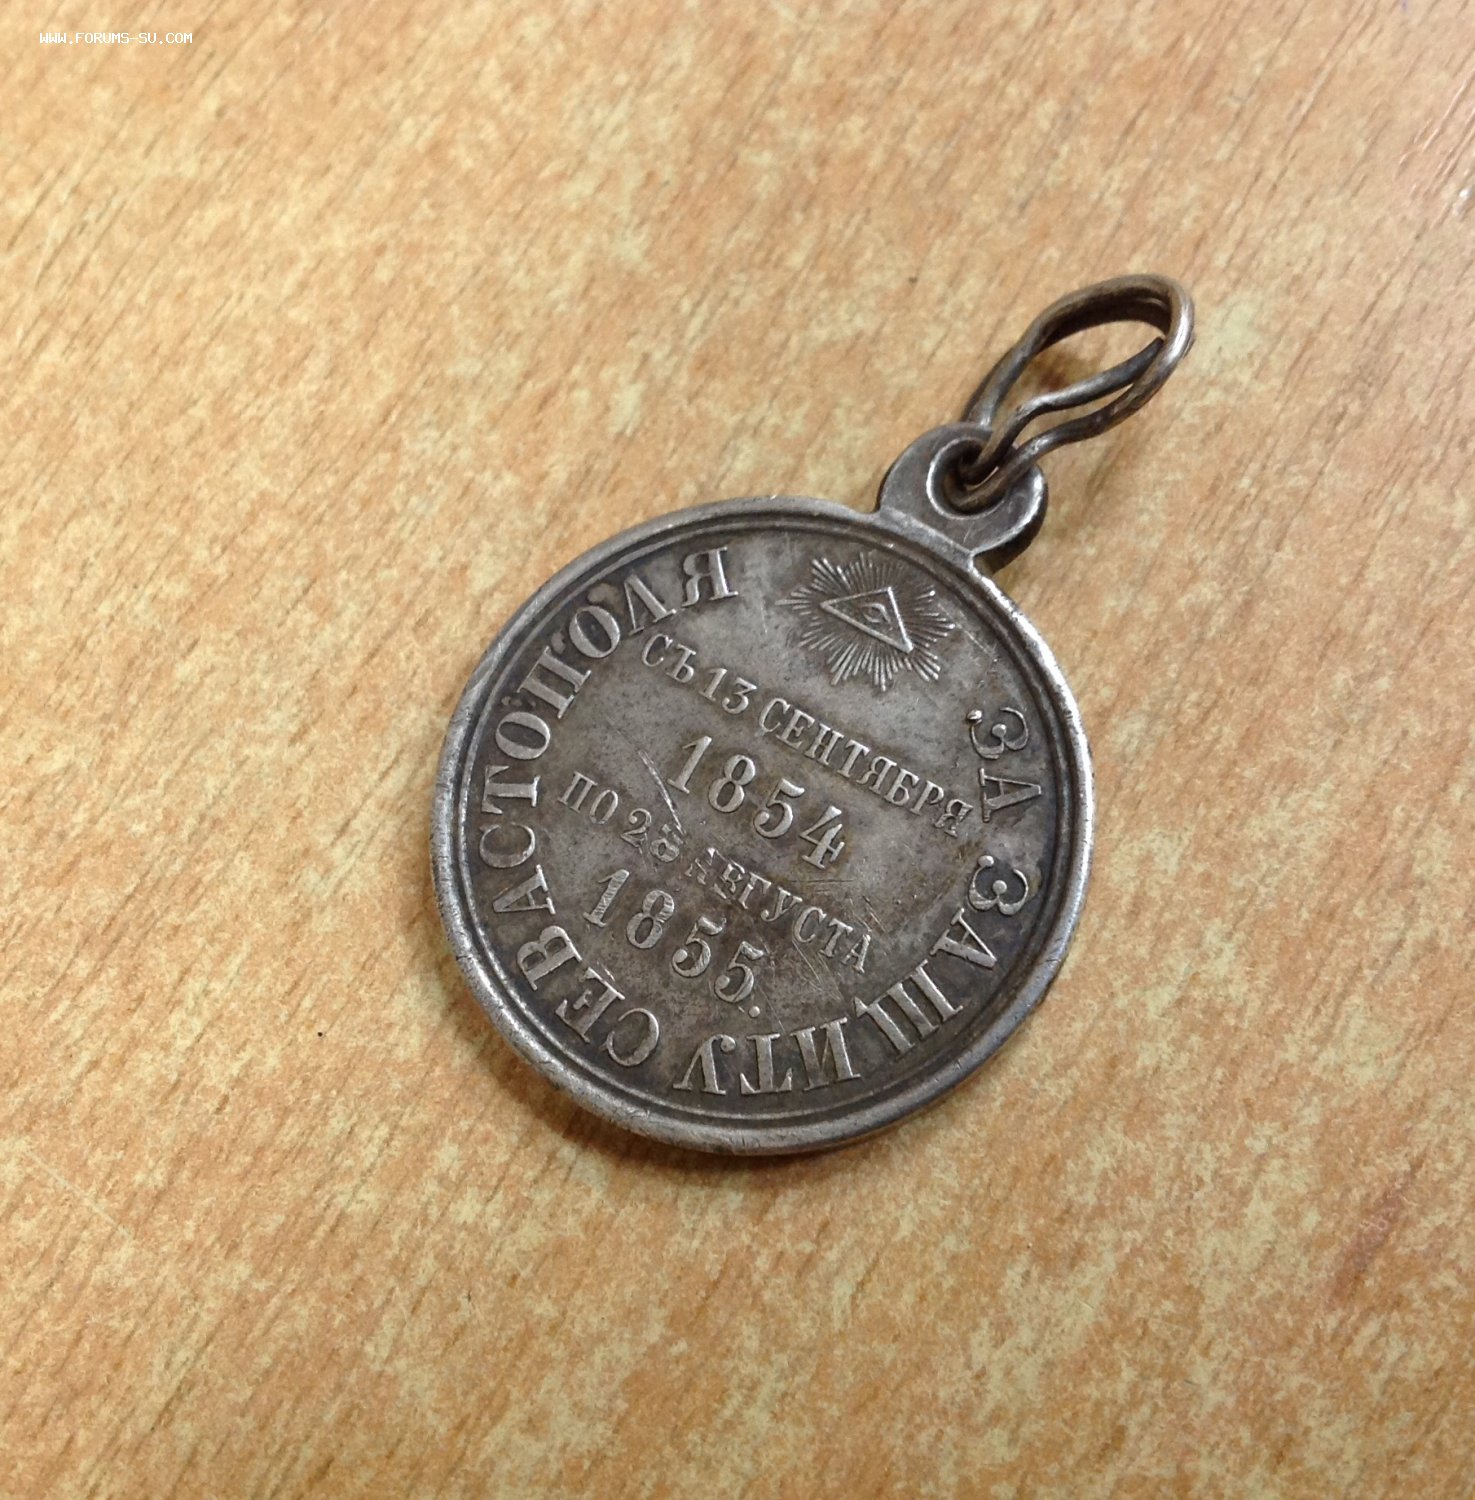 WWW.FORUMS-SU.COM
ЗА ЗАЩИТУ СЕВАСТОПОЛЯ
СЪ 13 СЕНТЯБРЯ
1854
ПО 28 АВГУСТА
1855.